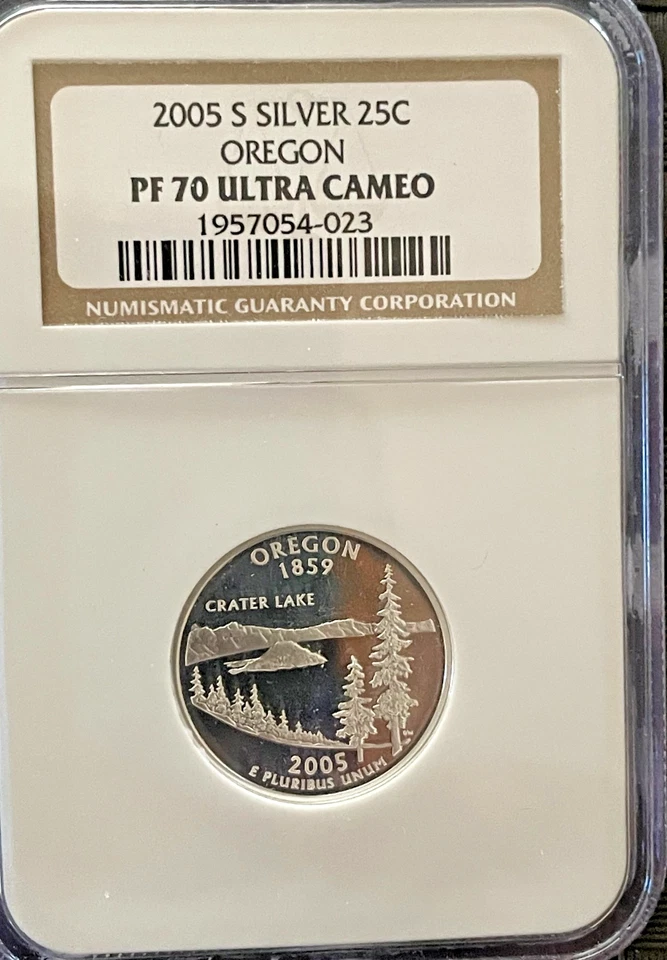 2005 S SILVER 25C
OREGON
PF 70 ULTRA CAMEO
1957054-023
NUMISMATIC GUARANTY CORPORATION
OREGON
1859
CRATER LAKE
2005
E PLURIBUS UNUM